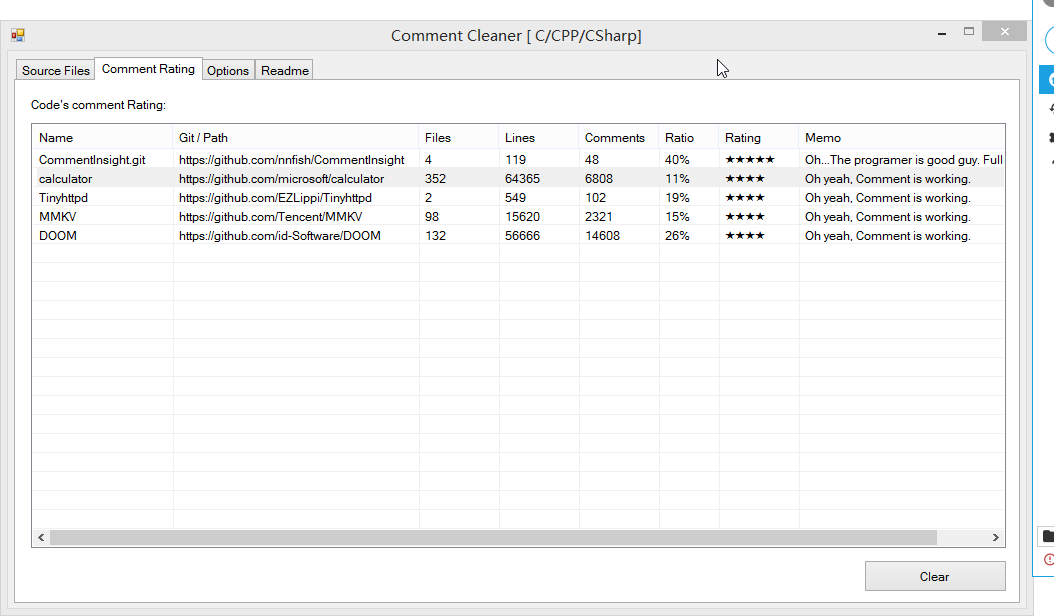 Comment Cleaner [ C/CPP/CSharp]
Source Files Comment Rating Options Readme
Code's comment Rating:
Name Git / Path Files Lines Comments Ratio Rating Memo
CommentInsight.git https://github.com/nnfish/CommentInsight 4 119 48 40% ★★★★★ Oh...The programer is good guy. Full
calculator https://github.com/microsoft/calculator 352 64365 6808 11% ★★★★ Oh yeah, Comment is working.
Tinyhttpd https://github.com/EZLippi/Tinyhttpd 2 549 102 19% ★★★★ Oh yeah, Comment is working.
MMKV https://github.com/Tencent/MMKV 98 15620 2321 15% ★★★★ Oh yeah, Comment is working.
DOOM https://github.com/id-Software/DOOM 132 56666 14608 26% ★★★★ Oh yeah, Comment is working.
Clear